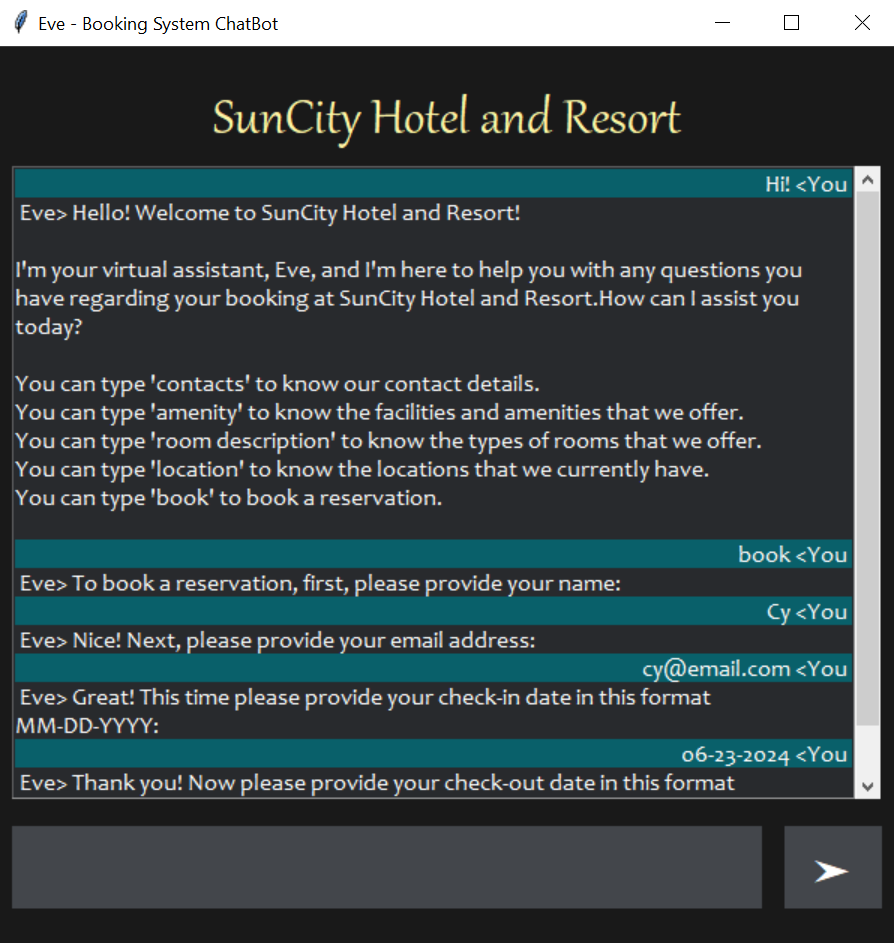 Eve - Booking System ChatBot
SunCity Hotel and Resort
Hi! <You
Eve> Hello! Welcome to SunCity Hotel and Resort!
I'm your virtual assistant, Eve, and I'm here to help you with any questions you
have regarding your booking at SunCity Hotel and Resort.How can I assist you
today?
You can type 'contacts' to know our contact details.
You can type 'amenity' to know the facilities and amenities that we offer.
You can type 'room description' to know the types of rooms that we offer.
You can type 'location' to know the locations that we currently have.
You can type 'book' to book a reservation.
book <You
Eve> To book a reservation, first, please provide your name:
Cy <You
Eve> Nice! Next, please provide your email address:
cy@email.com <You
Eve> Great! This time please provide your check-in date in this format
MM-DD-YYYY:
06-23-2024 <You
Eve> Thank you! Now please provide your check-out date in this format